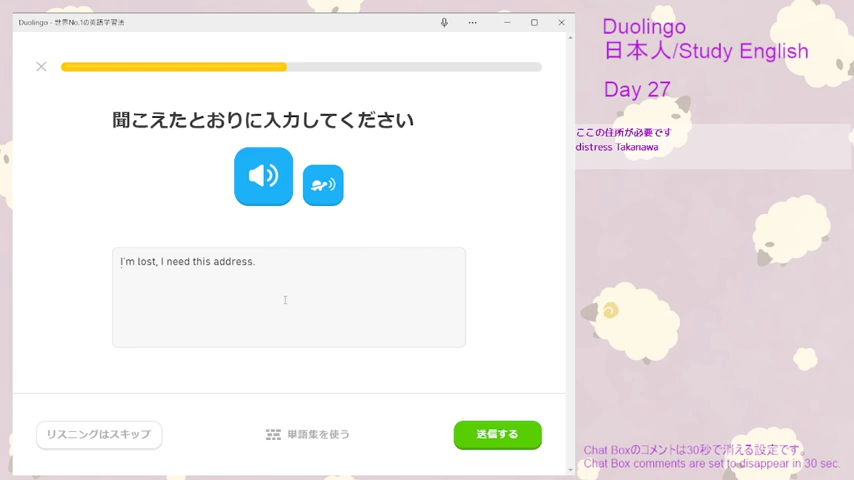 Duolingo - 世界No.1の英語学習法
聞こえたとおりに入力してください
I'm lost, I need this address.
リスニングはスキップ
単語集を使う
送信する
Duolingo
日本人/Study English
Day 27
ここの住所が必要です
distress Takanawa
Chat Boxのコメントは30秒で消える設定です
Chat Box comments are set to disappear in 30 sec.